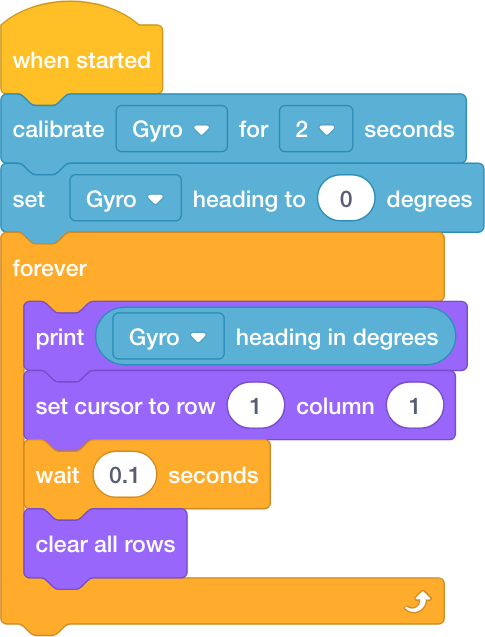 when started
calibrate Gyro for 2 seconds
set Gyro heading to 0 degrees
forever
print Gyro heading in degrees
set cursor to row 1 column 1
wait 0.1 seconds
clear all rows